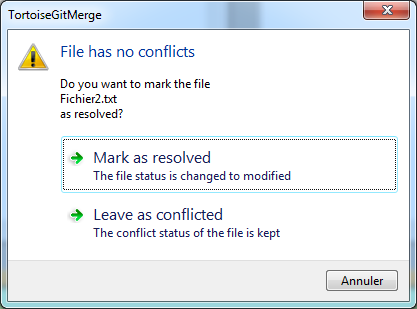 TortoiseGitMerge
File has no conflicts
Do you want to mark the file
Fichier2.txt
as resolved?
Mark as resolved
The file status is changed to modified
Leave as conflicted
The conflict status of the file is kept
Annuler